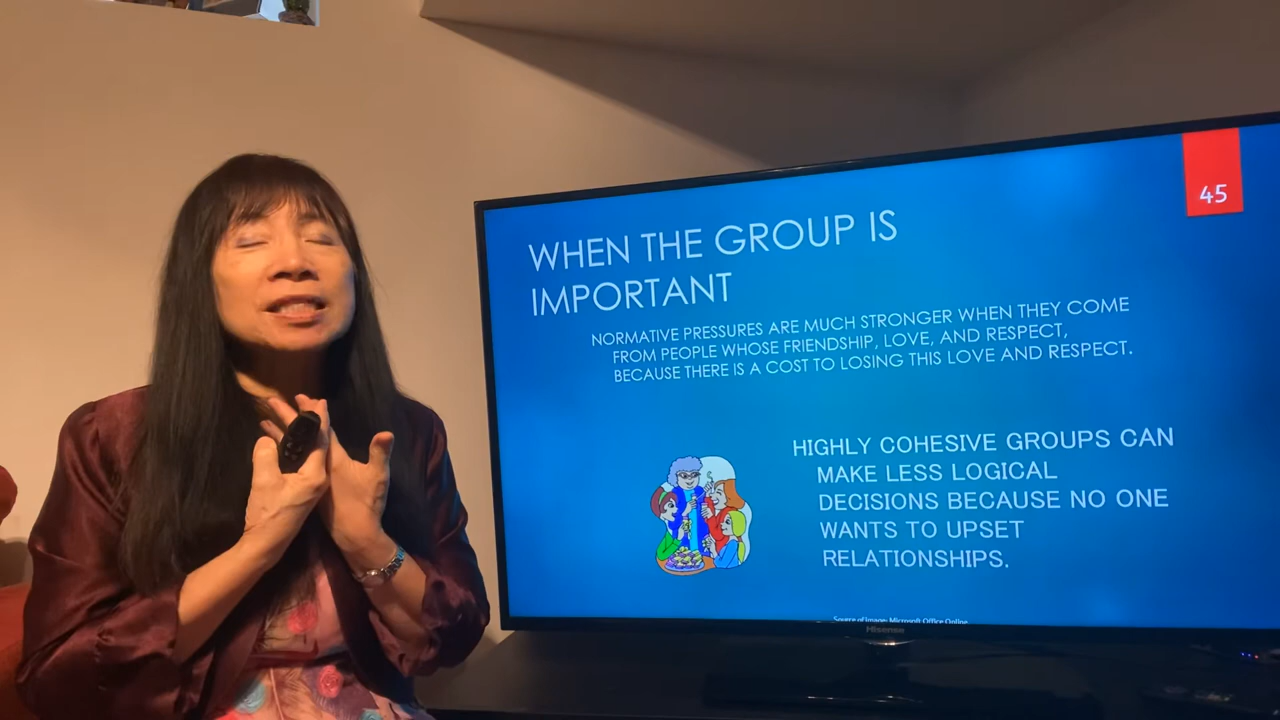 45
WHEN THE GROUP IS
IMPORTANT
NORMATIVE PRESSURES ARE MUCH STRONGER WHEN THEY COME
FROM PEOPLE WHOSE FRIENDSHIP, LOVE, AND RESPECT,
BECAUSE THERE IS A COST TO LOSING THIS LOVE AND RESPECT.
HIGHLY COHESIVE GROUPS CAN
MAKE LESS LOGICAL
DECISIONS BECAUSE NO ONE
WANTS TO UPSET
RELATIONSHIPS.
Source of Image: Microsoft Office Online
Hisense